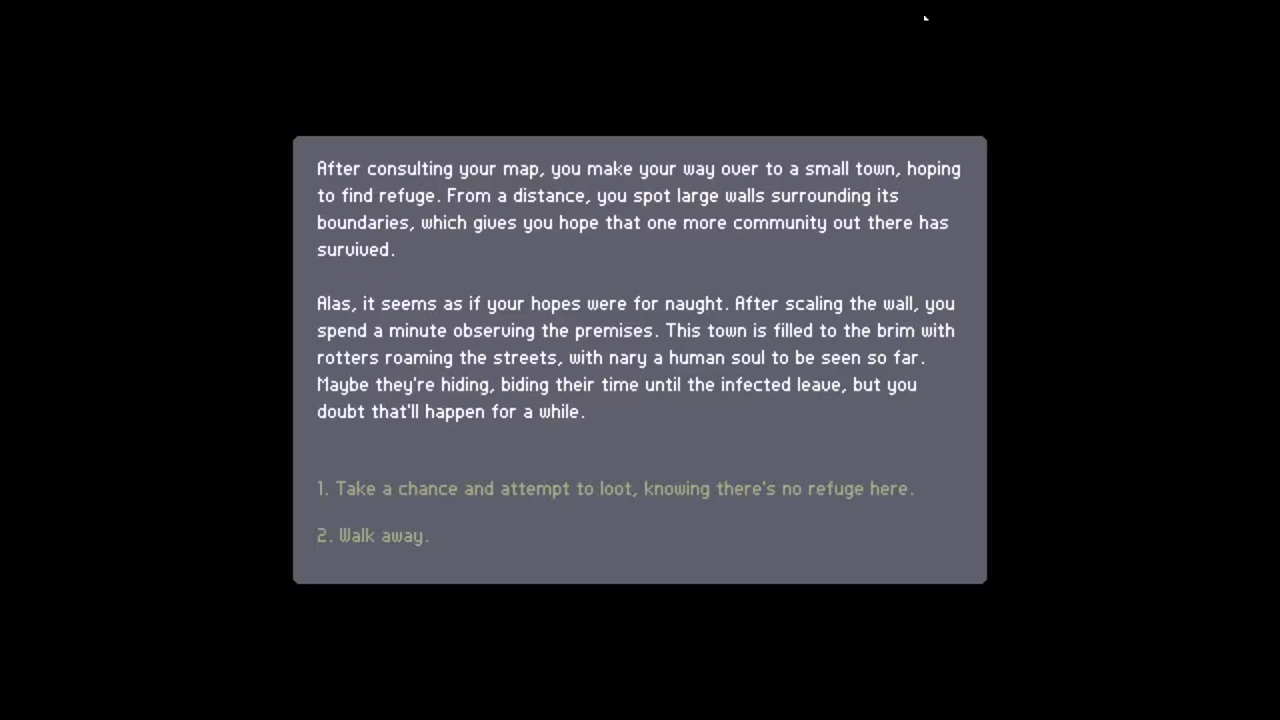 After consulting your map, you make your way over to a small town, hoping
to find refuge. From a distance, you spot large walls surrounding its
boundaries, which gives you hope that one more community out there has
survived.
Alas, it seems as if your hopes were for naught. After scaling the wall, you
spend a minute observing the premises. This town is filled to the brim with
rotters roaming the streets, with nary a human soul to be seen so far.
Maybe they're hiding, biding their time until the infected leave, but you
doubt that'll happen for a while.
1. Take a chance and attempt to loot, knowing there's no refuge here.
2. Walk away.